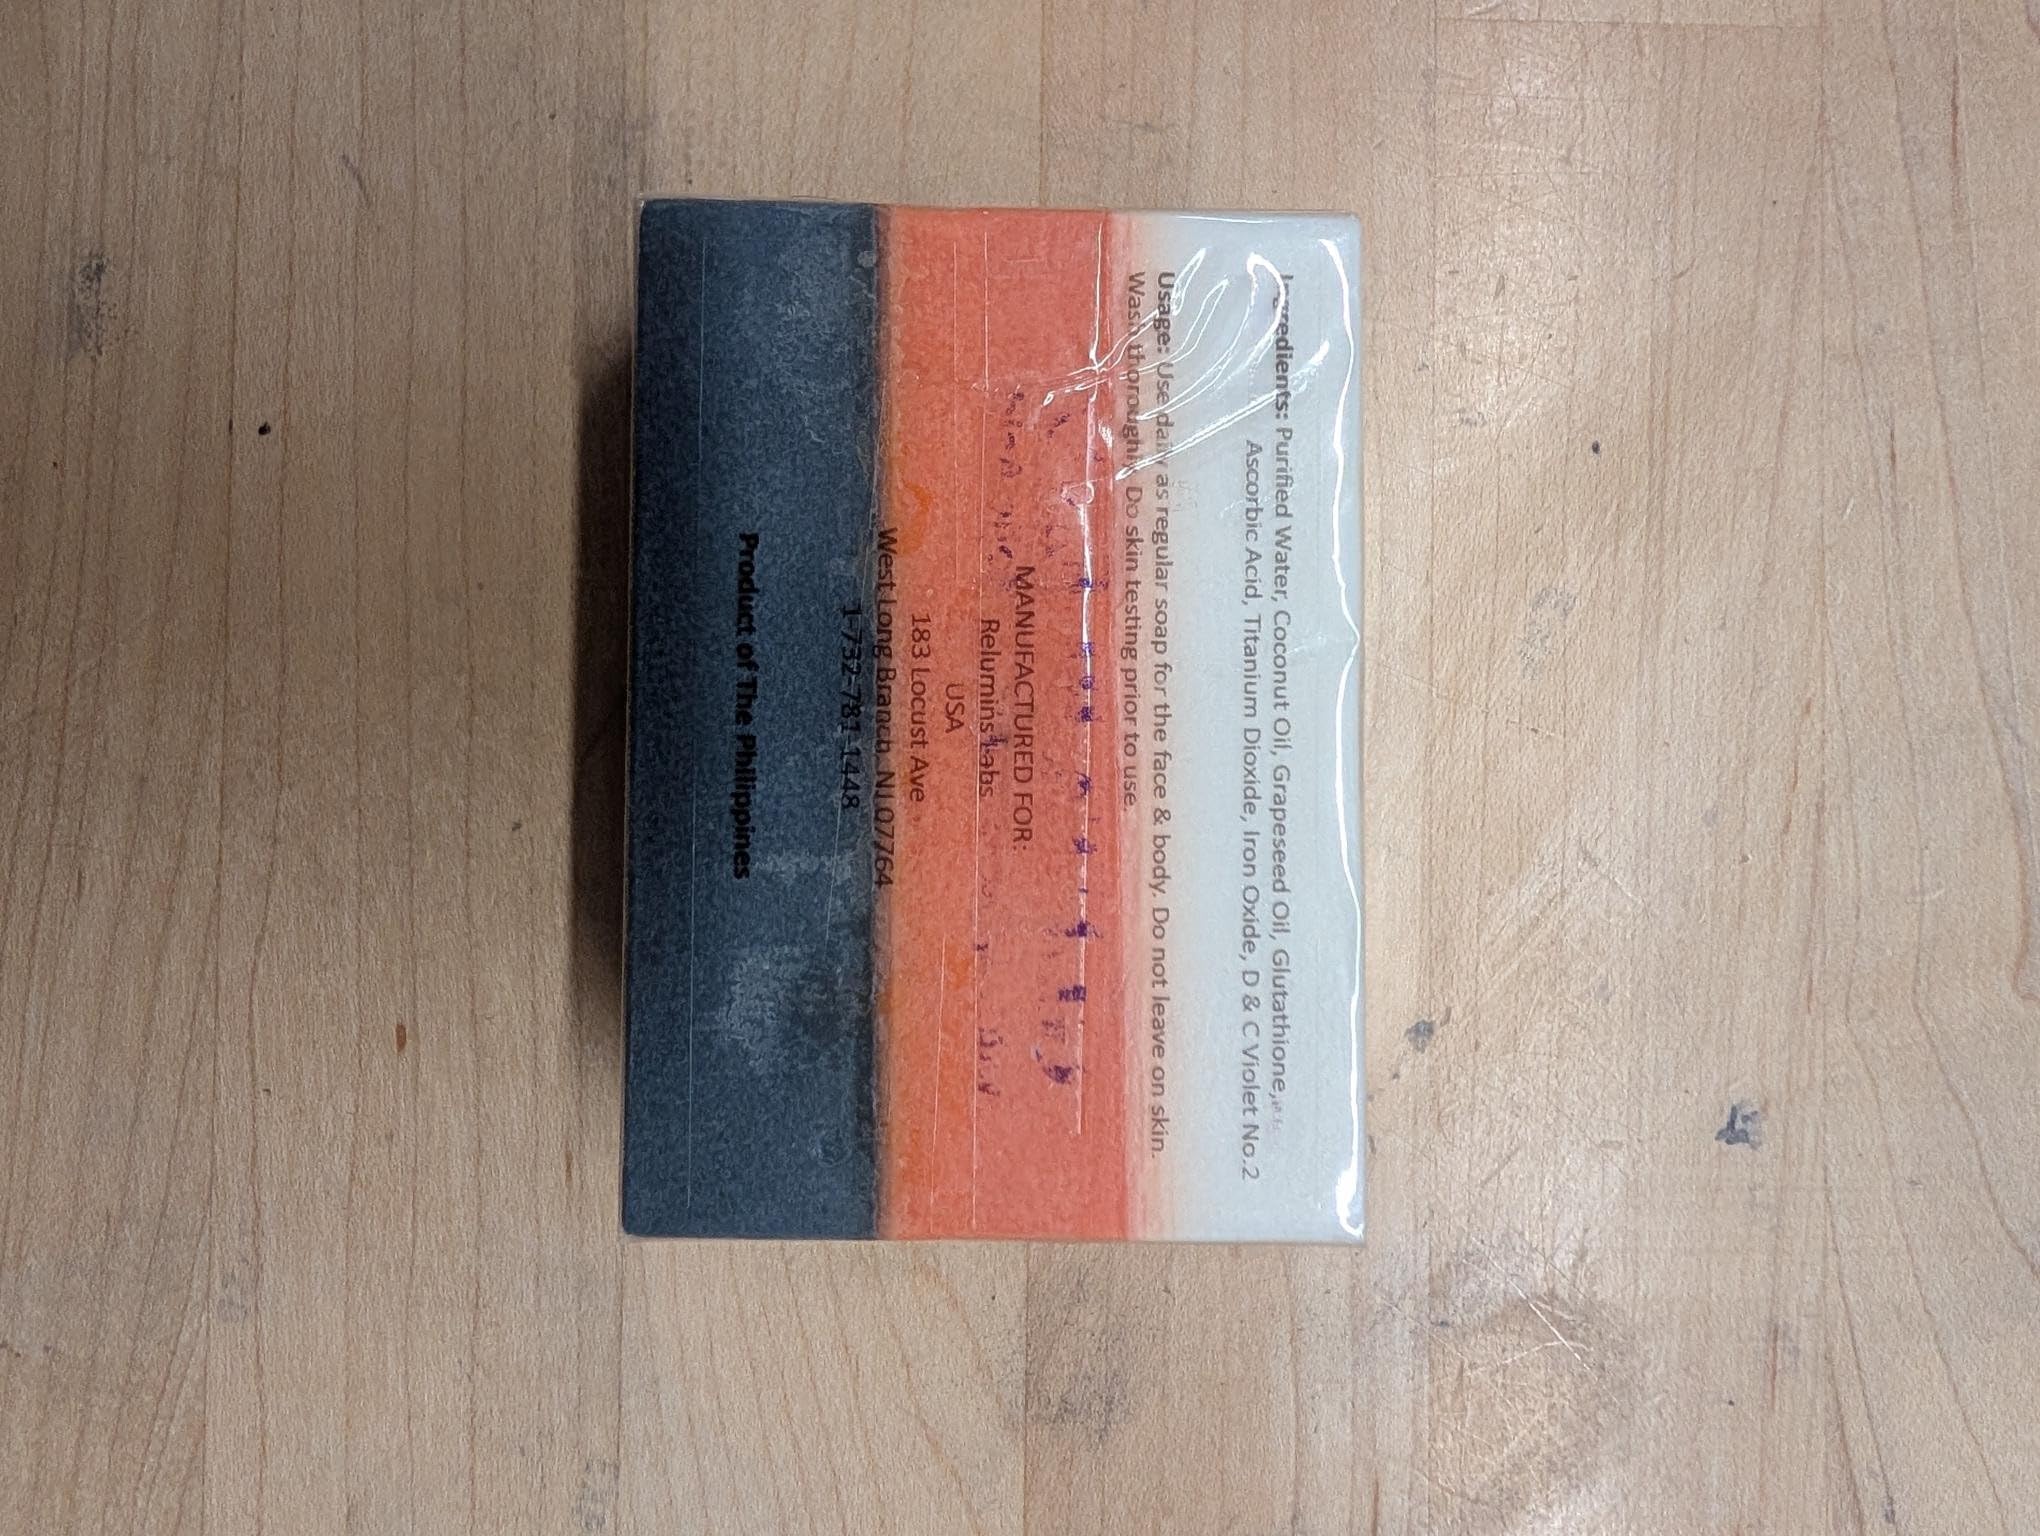 Ingredients: Purified Water, Coconut Oil, Grapeseed Oil, Glutathione,
Ascorbic Acid, Titanium Dioxide, Iron Oxide, D & C Violet No.2
Usage: Use daily as regular soap for the face & body. Do not leave on skin.
Wash thoroughly. Do skin testing prior to use.
MANUFACTURED FOR:
Relumins Labs
USA
183 Locust Ave
West Long Branch, NJ 07764
1-732-781-1448
Product of The Philippines